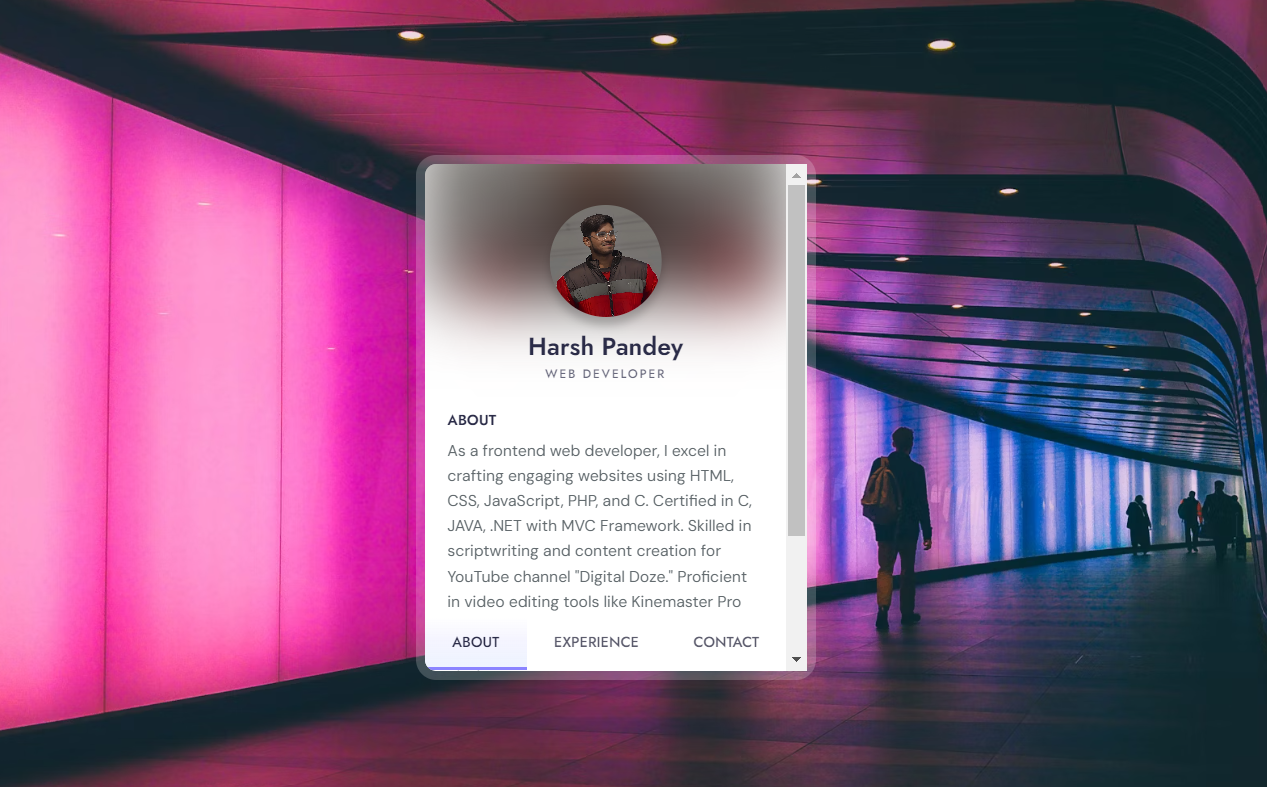 Harsh Pandey
WEB DEVELOPER
ABOUT
As a frontend web developer, I excel in
crafting engaging websites using HTML,
CSS, JavaScript, PHP, and C. Certified in C,
JAVA, .NET with MVC Framework. Skilled in
scriptwriting and content creation for
YouTube channel "Digital Doze." Proficient
in video editing tools like Kinemaster Pro
ABOUT EXPERIENCE CONTACT